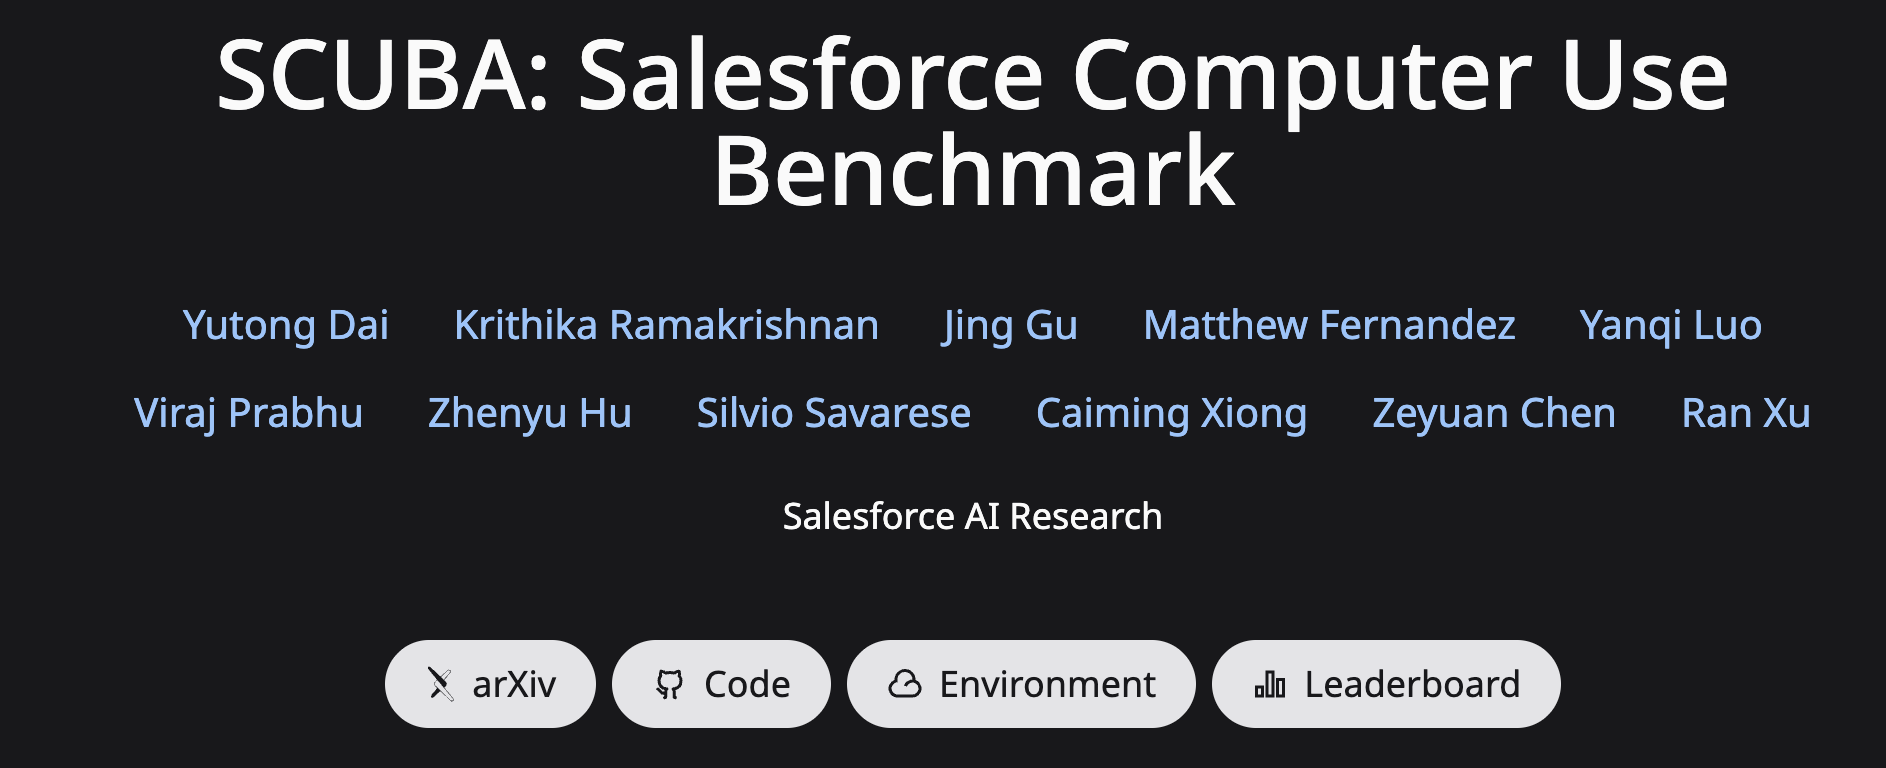 SCUBA: Salesforce Computer Use
Benchmark
Yutong Dai Krithika Ramakrishnan Jing Gu Matthew Fernandez Yanqi Luo
Viraj Prabhu Zhenyu Hu Silvio Savarese Caiming Xiong Zeyuan Chen Ran Xu
Salesforce AI Research
arXiv Code Environment Leaderboard